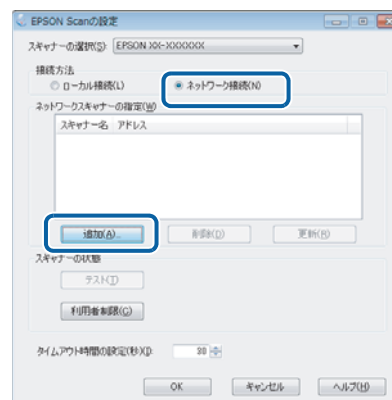 EPSON Scanの設定
スキャナーの選択(S): EPSON XX-XXXXXX
接続方法
ローカル接続(L) ネットワーク接続(N)
ネットワークスキャナーの指定(W)
スキャナー名 アドレス
追加(A)... 削除(D) 更新(R)
スキャナーの状態
テスト(T)
利用者制限(C)
タイムアウト時間の設定(秒)(I): 30
OK キャンセル ヘルプ(H)